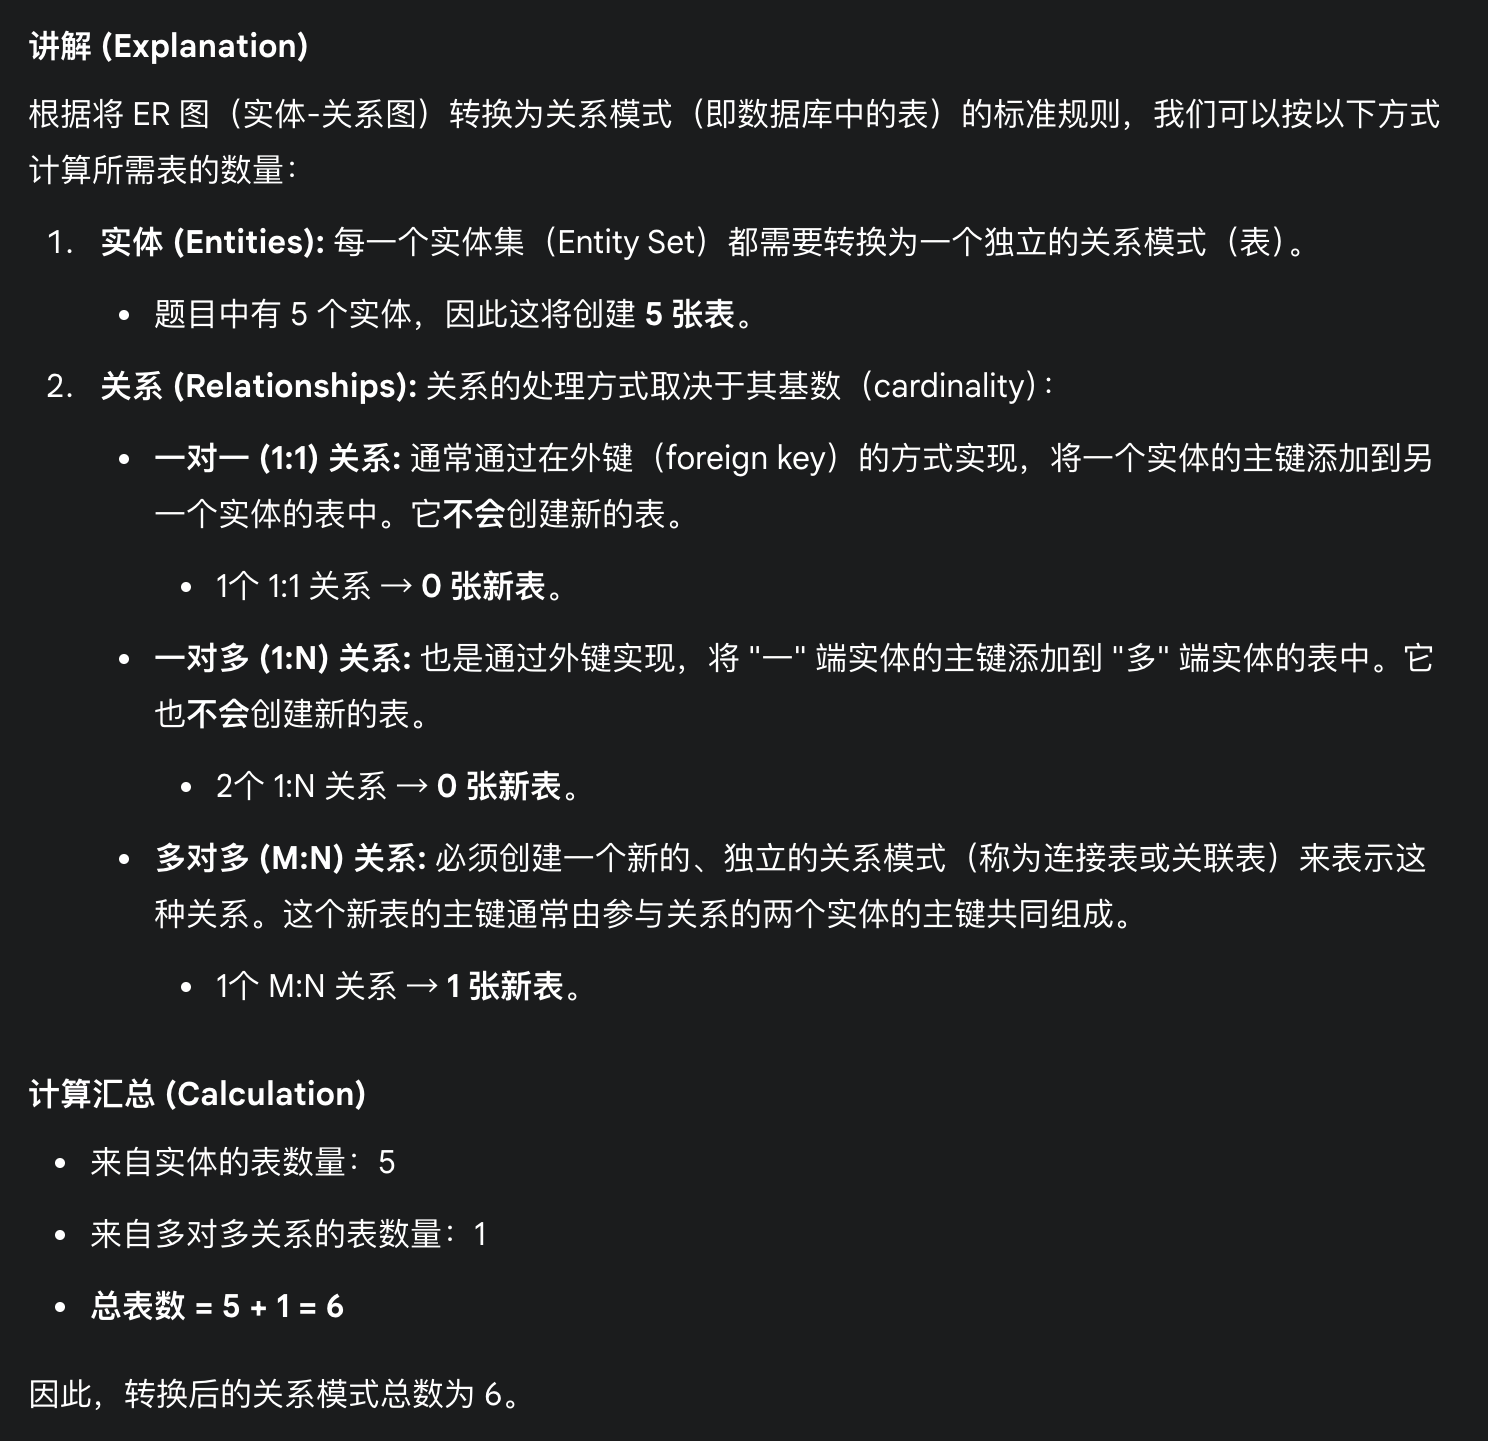 讲解 (Explanation)
根据将 ER 图（实体-关系图）转换为关系模式（即数据库中的表）的标准规则，我们可以按以下方式
计算所需表的数量：
1. 实体 (Entities): 每一个实体集（Entity Set）都需要转换为一个独立的关系模式（表）。
• 题目中有 5 个实体，因此这将创建 5 张表。
2. 关系 (Relationships): 关系的处理方式取决于其基数（cardinality）：
• 一对一 (1:1) 关系: 通常通过在外键（foreign key）的方式实现，将一个实体的主键添加到另
一个实体的表中。它不会创建新的表。
• 1个 1:1 关系 → 0 张新表。
• 一对多 (1:N) 关系: 也是通过外键实现，将 "一" 端实体的主键添加到 "多" 端实体的表中。它
也不会创建新的表。
• 2个 1:N 关系 → 0 张新表。
• 多对多 (M:N) 关系: 必须创建一个新的、独立的关系模式（称为连接表或关联表）来表示这
种关系。这个新表的主键通常由参与关系的两个实体的主键共同组成。
• 1个 M:N 关系 → 1 张新表。
计算汇总 (Calculation)
• 来自实体的表数量：5
• 来自多对多关系的表数量：1
• 总表数 = 5 + 1 = 6
因此，转换后的关系模式总数为 6。